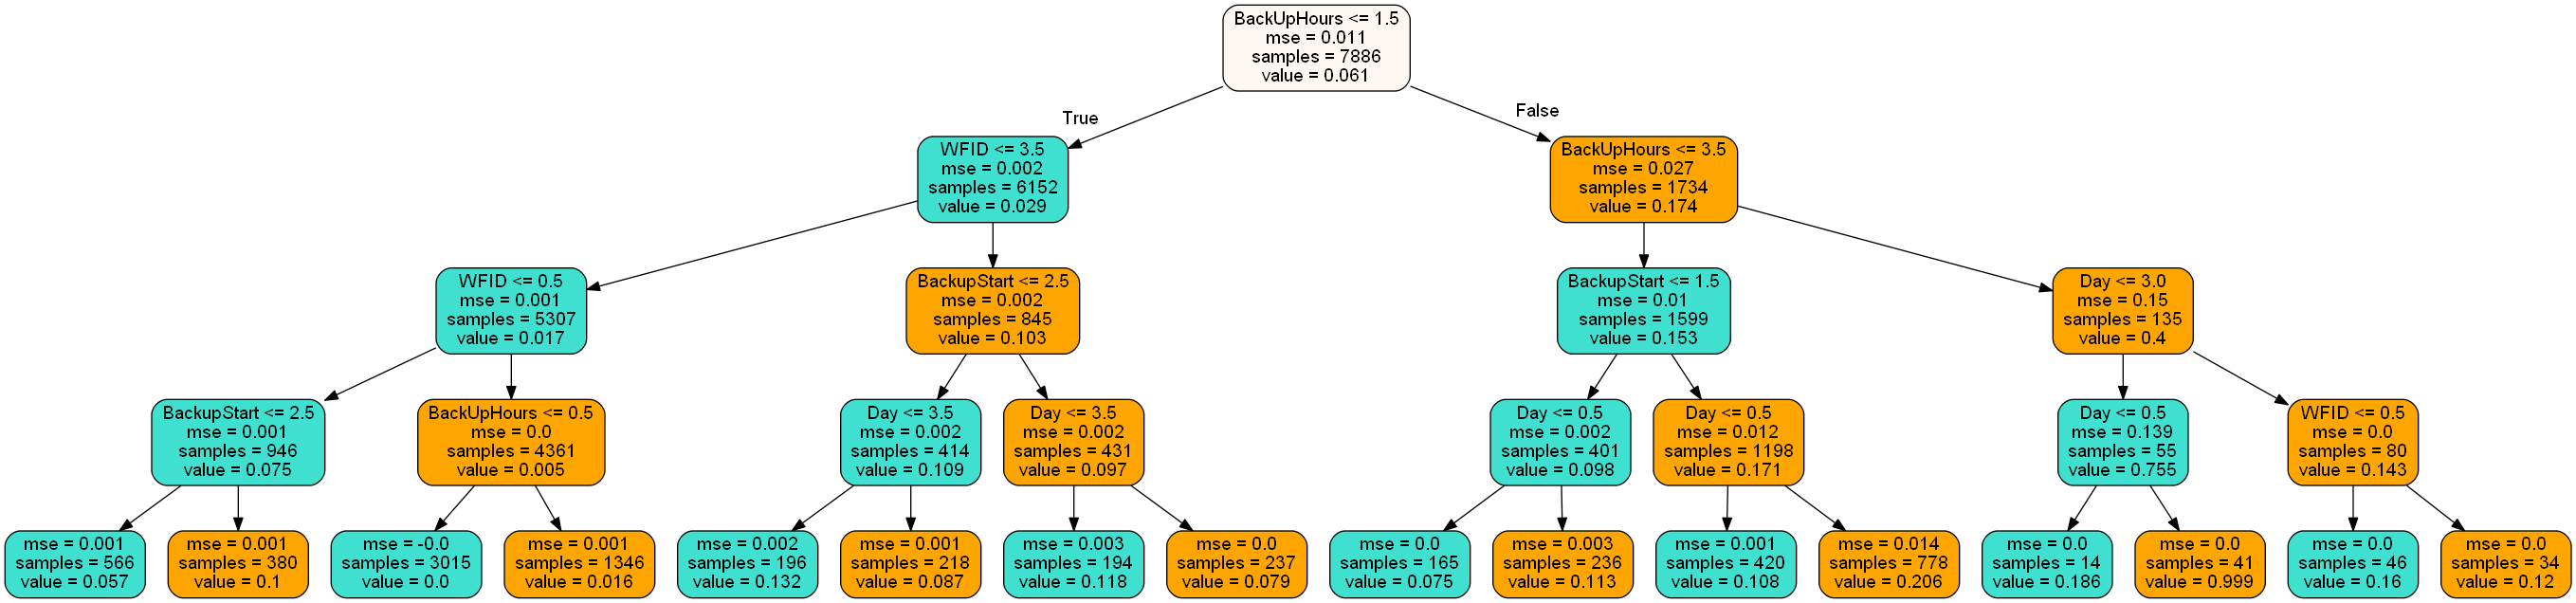 BackUpHours <= 1.5
mse = 0.011
samples = 7886
value = 0.061
True
False
WFID <= 3.5
mse = 0.002
samples = 6152
value = 0.029
BackUpHours <= 3.5
mse = 0.027
samples = 1734
value = 0.174
WFID <= 0.5
mse = 0.001
samples = 5307
value = 0.017
BackupStart <= 2.5
mse = 0.002
samples = 845
value = 0.103
BackupStart <= 1.5
mse = 0.01
samples = 1599
value = 0.153
Day <= 3.0
mse = 0.15
samples = 135
value = 0.4
BackupStart <= 2.5
mse = 0.001
samples = 946
value = 0.075
BackUpHours <= 0.5
mse = 0.0
samples = 4361
value = 0.005
Day <= 3.5
mse = 0.002
samples = 414
value = 0.109
Day <= 3.5
mse = 0.002
samples = 431
value = 0.097
Day <= 0.5
mse = 0.002
samples = 401
value = 0.098
Day <= 0.5
mse = 0.012
samples = 1198
value = 0.171
Day <= 0.5
mse = 0.139
samples = 55
value = 0.755
WFID <= 0.5
mse = 0.0
samples = 80
value = 0.143
mse = 0.001
samples = 566
value = 0.057
mse = 0.001
samples = 380
value = 0.1
mse = -0.0
samples = 3015
value = 0.0
mse = 0.001
samples = 1346
value = 0.016
mse = 0.002
samples = 196
value = 0.132
mse = 0.001
samples = 218
value = 0.087
mse = 0.003
samples = 194
value = 0.118
mse = 0.0
samples = 237
value = 0.079
mse = 0.0
samples = 165
value = 0.075
mse = 0.003
samples = 236
value = 0.113
mse = 0.001
samples = 420
value = 0.108
mse = 0.014
samples = 778
value = 0.206
mse = 0.0
samples = 14
value = 0.186
mse = 0.0
samples = 41
value = 0.999
mse = 0.0
samples = 46
value = 0.16
mse = 0.0
samples = 34
value = 0.12